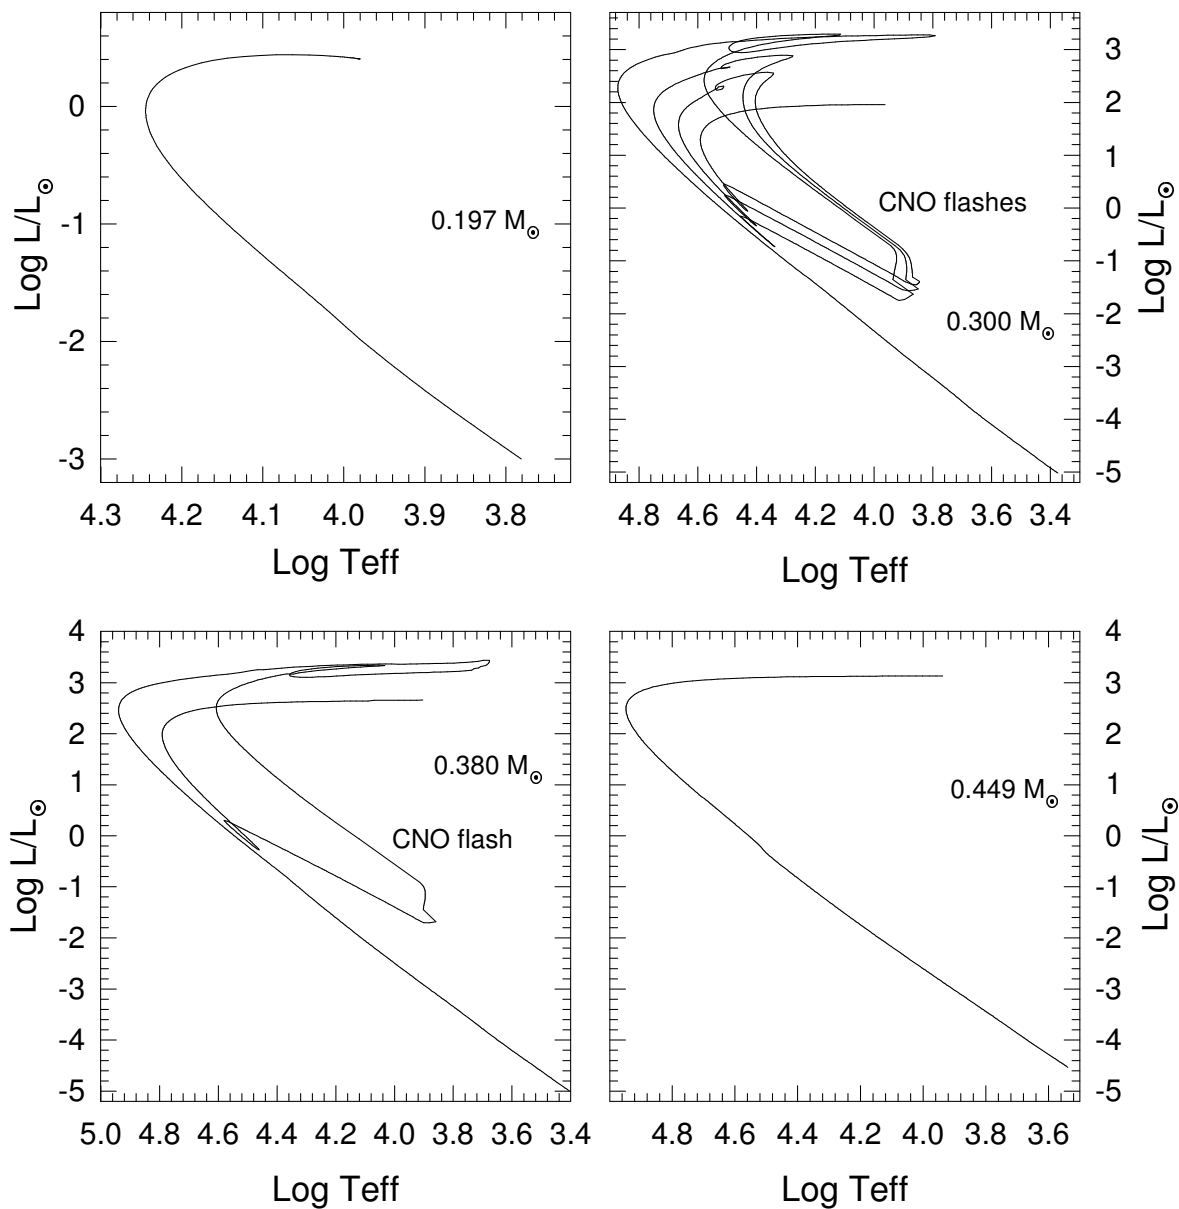 0
-1
-2
-3
Log L/L⊙
0.197 M⊙
4.3 4.2 4.1 4.0 3.9 3.8
Log Teff
3
2
1
0
-1
-2
-3
-4
-5
Log L/L⊙
CNO flashes
0.300 M⊙
4.8 4.6 4.4 4.2 4.0 3.8 3.6 3.4
Log Teff
4
3
2
1
0
-1
-2
-3
-4
-5
Log L/L⊙
0.380 M⊙
CNO flash
5.0 4.8 4.6 4.4 4.2 4.0 3.8 3.6 3.4
Log Teff
4
3
2
1
0
-1
-2
-3
-4
-5
Log L/L⊙
0.449 M⊙
4.8 4.6 4.4 4.2 4.0 3.8 3.6
Log Teff